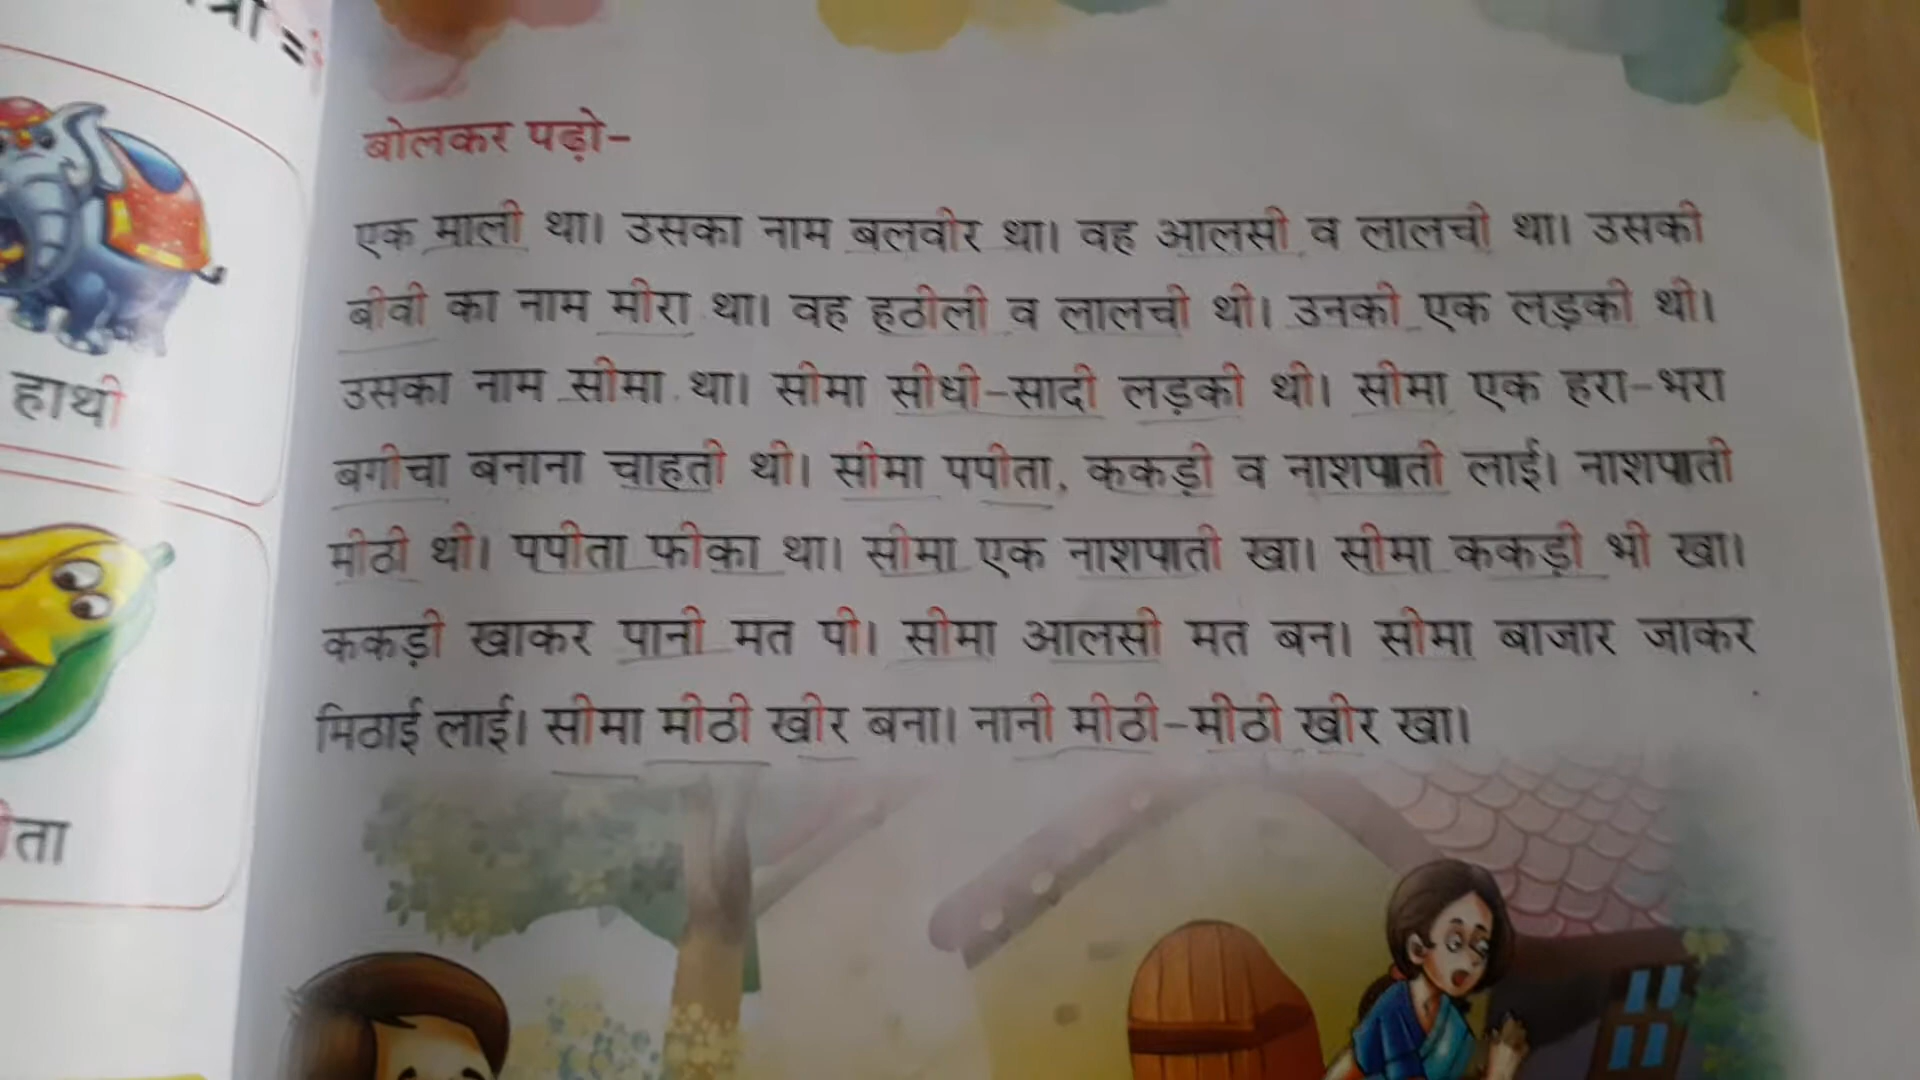 हाथी
बोलकर पढ़ो-
एक माली था। उसका नाम बलवीर था। वह आलसी व लालची था। उसकी
बीवी का नाम मीरा था। वह हठीली व लालची थी। उनकी एक लड़की थी।
उसका नाम सीमा था। सीमा सीधी-सादी लड़की थी। सीमा एक हरा-भरा
बगीचा बनाना चाहती थी। सीमा पपीता, ककड़ी व नाशपाती लाई। नाशपाती
मीठी थी। पपीता फीका था। सीमा एक नाशपाती खा। सीमा ककड़ी भी खा।
ककड़ी खाकर पानी मत पी। सीमा आलसी मत बन। सीमा बाजार जाकर
मिठाई लाई। सीमा मीठी खीर बना। नानी मीठी-मीठी खीर खा।